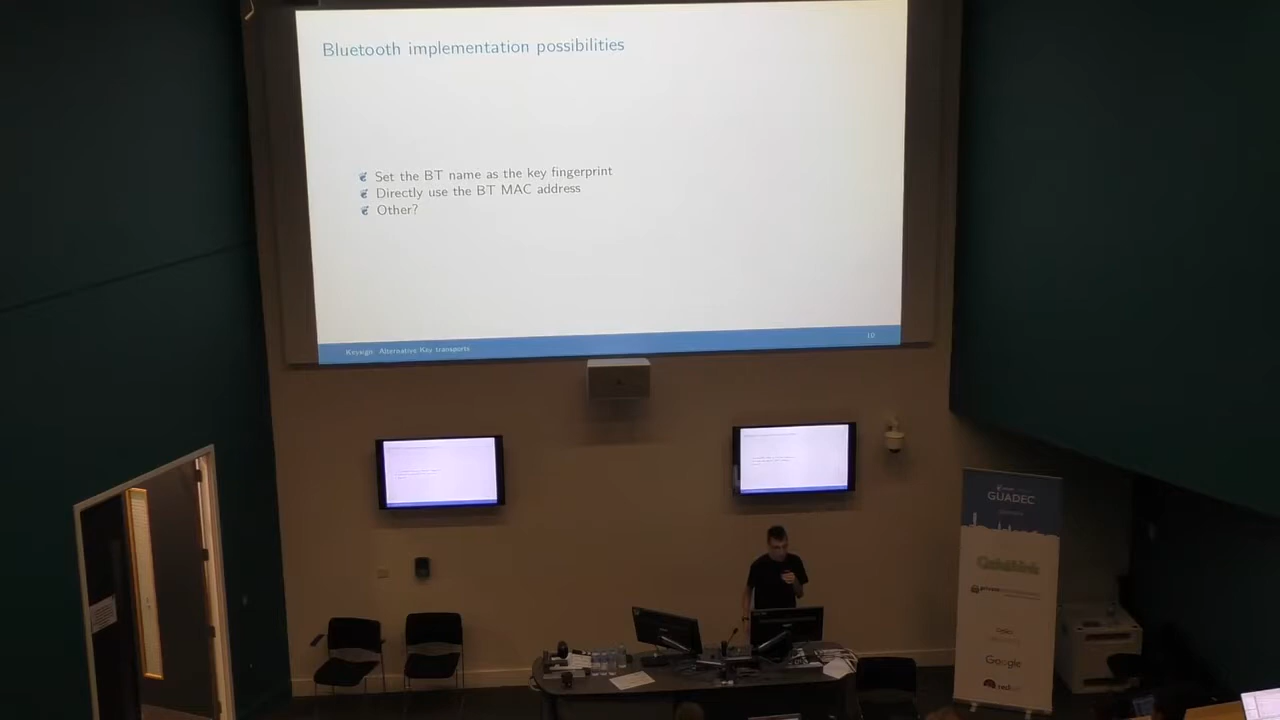 Bluetooth implementation possibilities
Set the BT name as the key fingerprint
Directly use the BT MAC address
Other?
Keysign: Alternative Key transports
10
GUADEC
Google